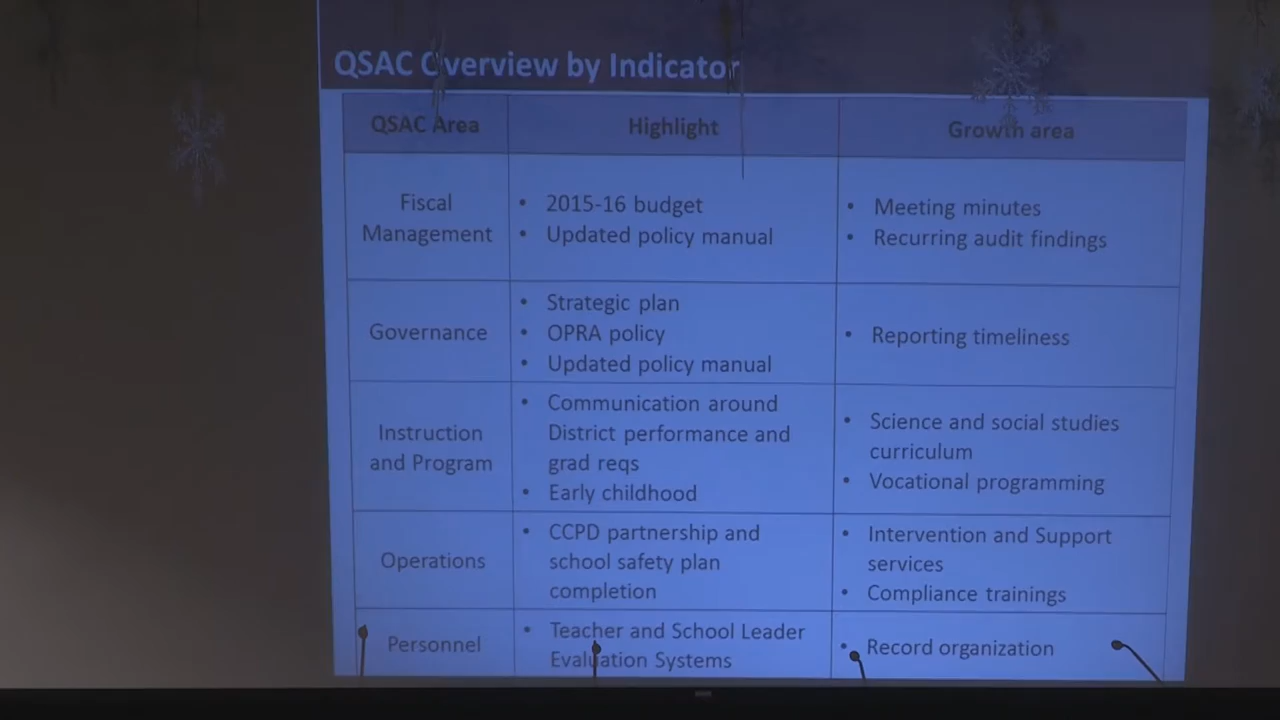 QSAC Overview by Indicator
QSAC Area
Highlight
Growth area
Fiscal
Management
• 2015-16 budget
• Updated policy manual
• Meeting minutes
• Recurring audit findings
Governance
• Strategic plan
• OPRA policy
• Updated policy manual
• Reporting timeliness
Instruction
and Program
• Communication around
District performance and
grad reqs
• Early childhood
• Science and social studies
curriculum
• Vocational programming
Operations
• CCPD partnership and
school safety plan
completion
• Intervention and Support
services
• Compliance trainings
Personnel
• Teacher and School Leader
Evaluation Systems
• Record organization